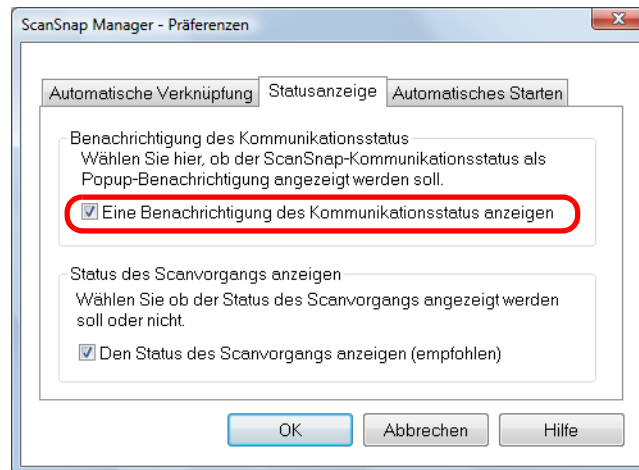 ScanSnap Manager - Präferenzen
Automatische Verknüpfung Statusanzeige Automatisches Starten
Benachrichtigung des Kommunikationsstatus
Wählen Sie hier, ob der ScanSnap-Kommunikationsstatus als
Popup-Benachrichtigung angezeigt werden soll.
Eine Benachrichtigung des Kommunikationsstatus anzeigen
Status des Scanvorgangs anzeigen
Wählen Sie ob der Status des Scanvorgangs angezeigt werden
soll oder nicht.
Den Status des Scanvorgangs anzeigen (empfohlen)
OK Abbrechen Hilfe